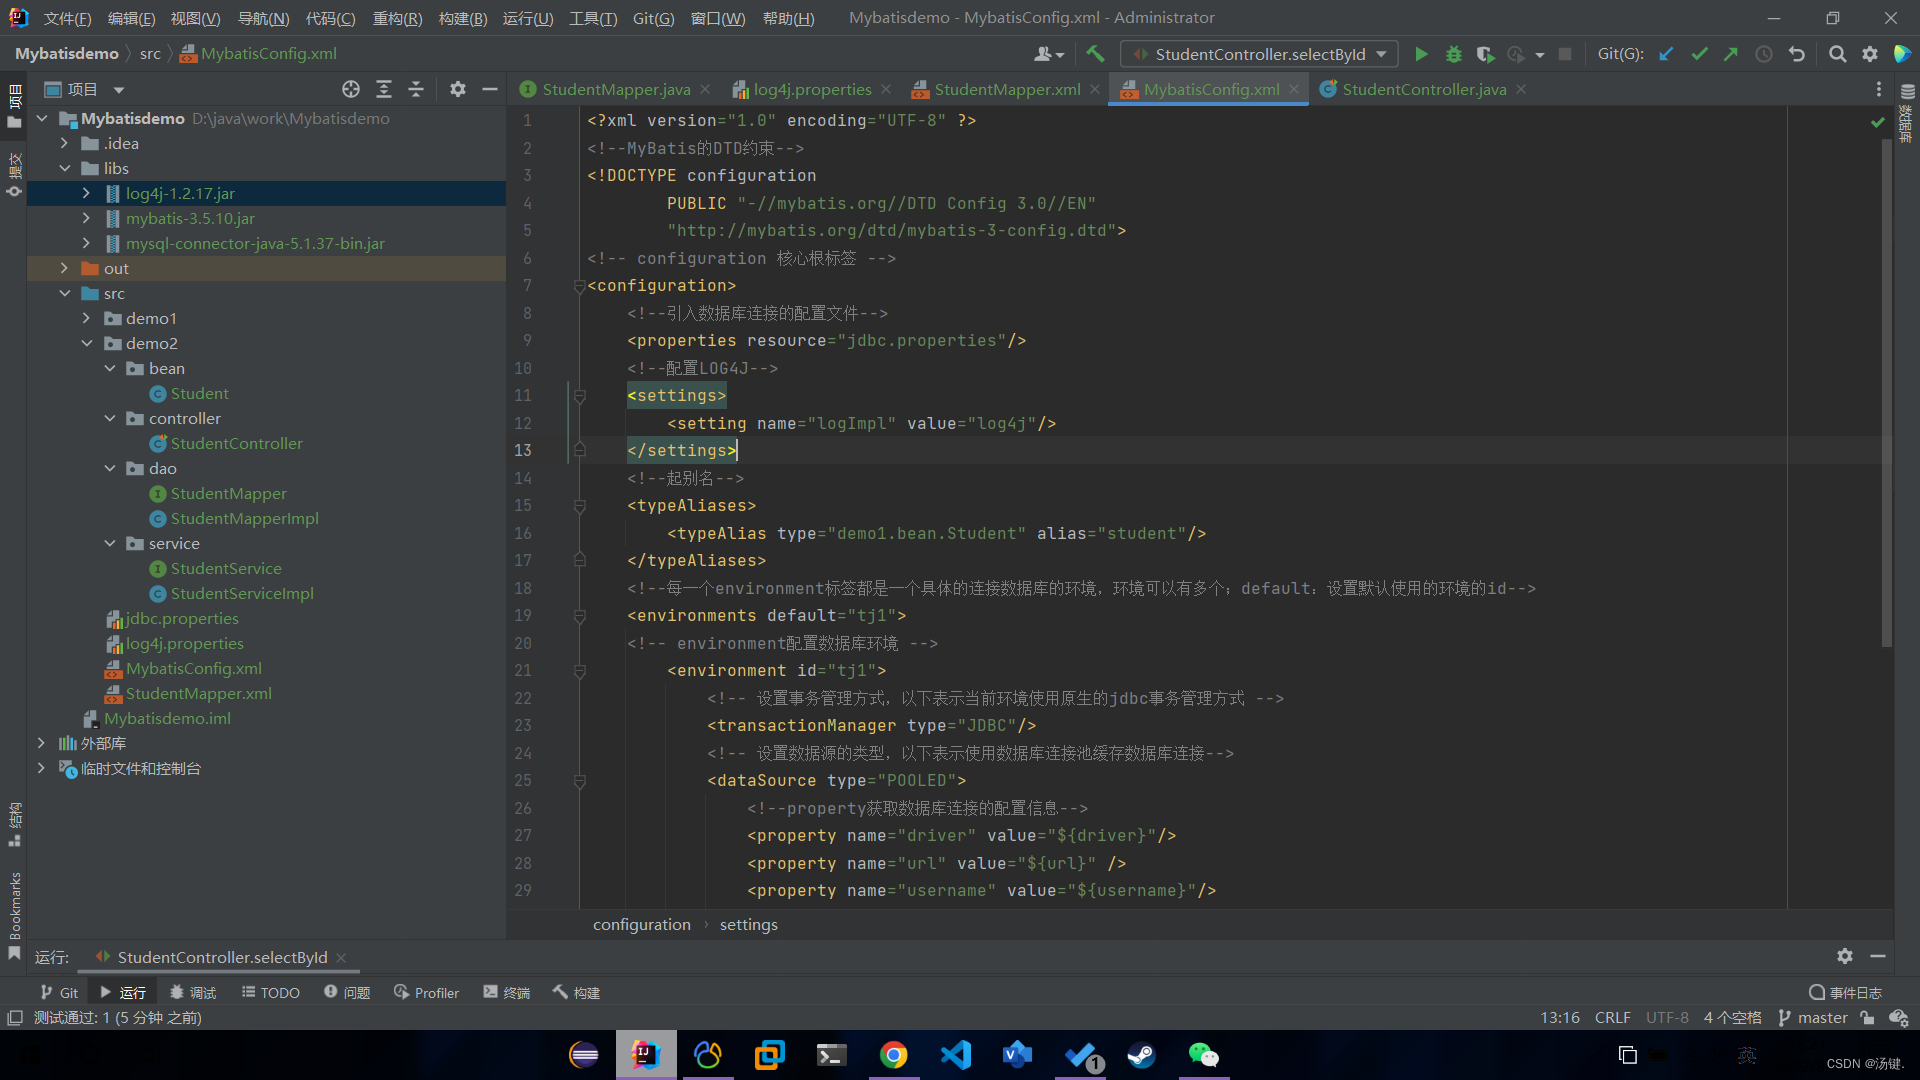 文件(F) 编辑(E) 视图(V) 导航(N) 代码(C) 重构(R) 构建(B) 运行(U) 工具(T) Git(G) 窗口(W) 帮助(H) Mybatisdemo - MybatisConfig.xml - Administrator
Mybatisdemo src MybatisConfig.xml StudentController.selectById Git(G):
项目
StudentMapper.java log4j.properties StudentMapper.xml MybatisConfig.xml StudentController.java
项目
提交
结构
Bookmarks
数据库
Mybatisdemo D:\java\work\Mybatisdemo
.idea
libs
log4j-1.2.17.jar
mybatis-3.5.10.jar
mysql-connector-java-5.1.37-bin.jar
out
src
demo1
demo2
bean
Student
controller
StudentController
dao
StudentMapper
StudentMapperImpl
service
StudentService
StudentServiceImpl
jdbc.properties
log4j.properties
MybatisConfig.xml
StudentMapper.xml
Mybatisdemo.iml
外部库
临时文件和控制台
1 <?xml version="1.0" encoding="UTF-8" ?>
2 <!--MyBatis的DTD约束-->
3 <!DOCTYPE configuration
4 PUBLIC "-//mybatis.org//DTD Config 3.0//EN"
5 "http://mybatis.org/dtd/mybatis-3-config.dtd">
6 <!-- configuration 核心根标签 -->
7 <configuration>
8 <!--引入数据库连接的配置文件-->
9 <properties resource="jdbc.properties"/>
10 <!--配置LOG4J-->
11 <settings>
12 <setting name="logImpl" value="log4j"/>
13 </settings>
14 <!--起别名-->
15 <typeAliases>
16 <typeAlias type="demo1.bean.Student" alias="student"/>
17 </typeAliases>
18 <!--每一个environment标签都是一个具体的连接数据库的环境，环境可以有多个；default：设置默认使用的环境的id-->
19 <environments default="tj1">
20 <!-- environment配置数据库环境 -->
21 <environment id="tj1">
22 <!-- 设置事务管理方式，以下表示当前环境使用原生的jdbc事务管理方式 -->
23 <transactionManager type="JDBC"/>
24 <!-- 设置数据源的类型，以下表示使用数据库连接池缓存数据库连接-->
25 <dataSource type="POOLED">
26 <!--property获取数据库连接的配置信息-->
27 <property name="driver" value="${driver}"/>
28 <property name="url" value="${url}" />
29 <property name="username" value="${username}"/>
configuration settings
运行: StudentController.selectById
Git 运行 调试 TODO 问题 Profiler 终端 构建 事件日志
测试通过: 1 (5 分钟 之前) 13:16 CRLF UTF-8 4 个空格 master
1
英
CSDN @汤键.